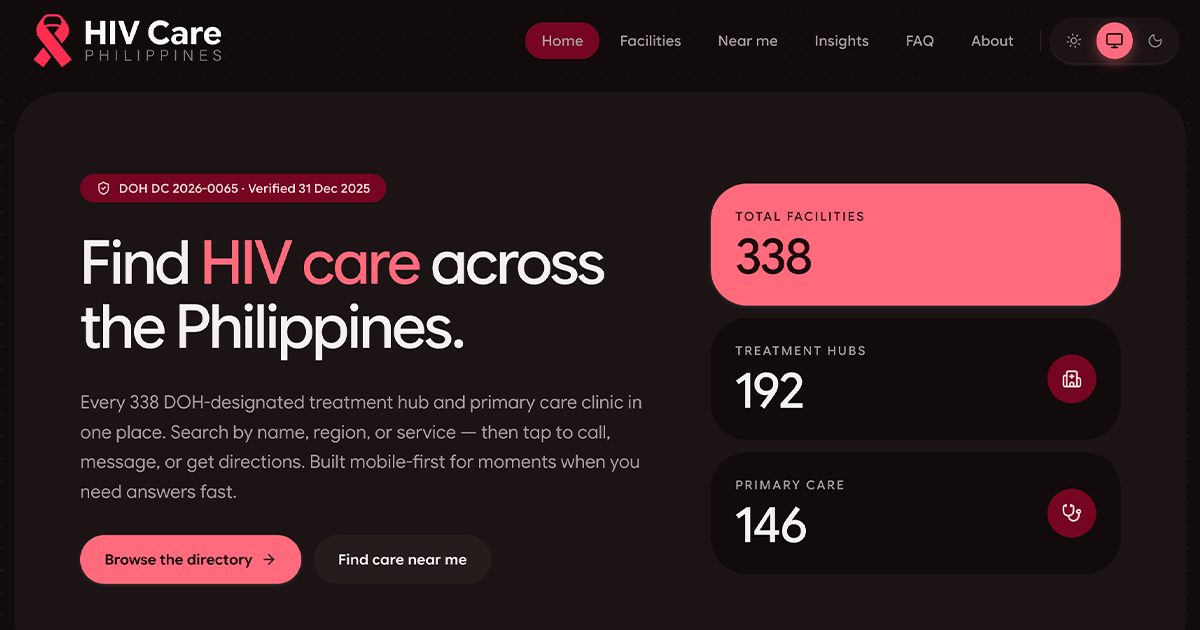 HIV Care
PHILIPPINES
Home
Facilities
Near me
Insights
FAQ
About
DOH DC 2026-0065 · Verified 31 Dec 2025
Find HIV care across
the Philippines.
Every 338 DOH-designated treatment hub and primary care clinic in
one place. Search by name, region, or service — then tap to call,
message, or get directions. Built mobile-first for moments when you
need answers fast.
Browse the directory →
Find care near me
TOTAL FACILITIES
338
TREATMENT HUBS
192
PRIMARY CARE
146